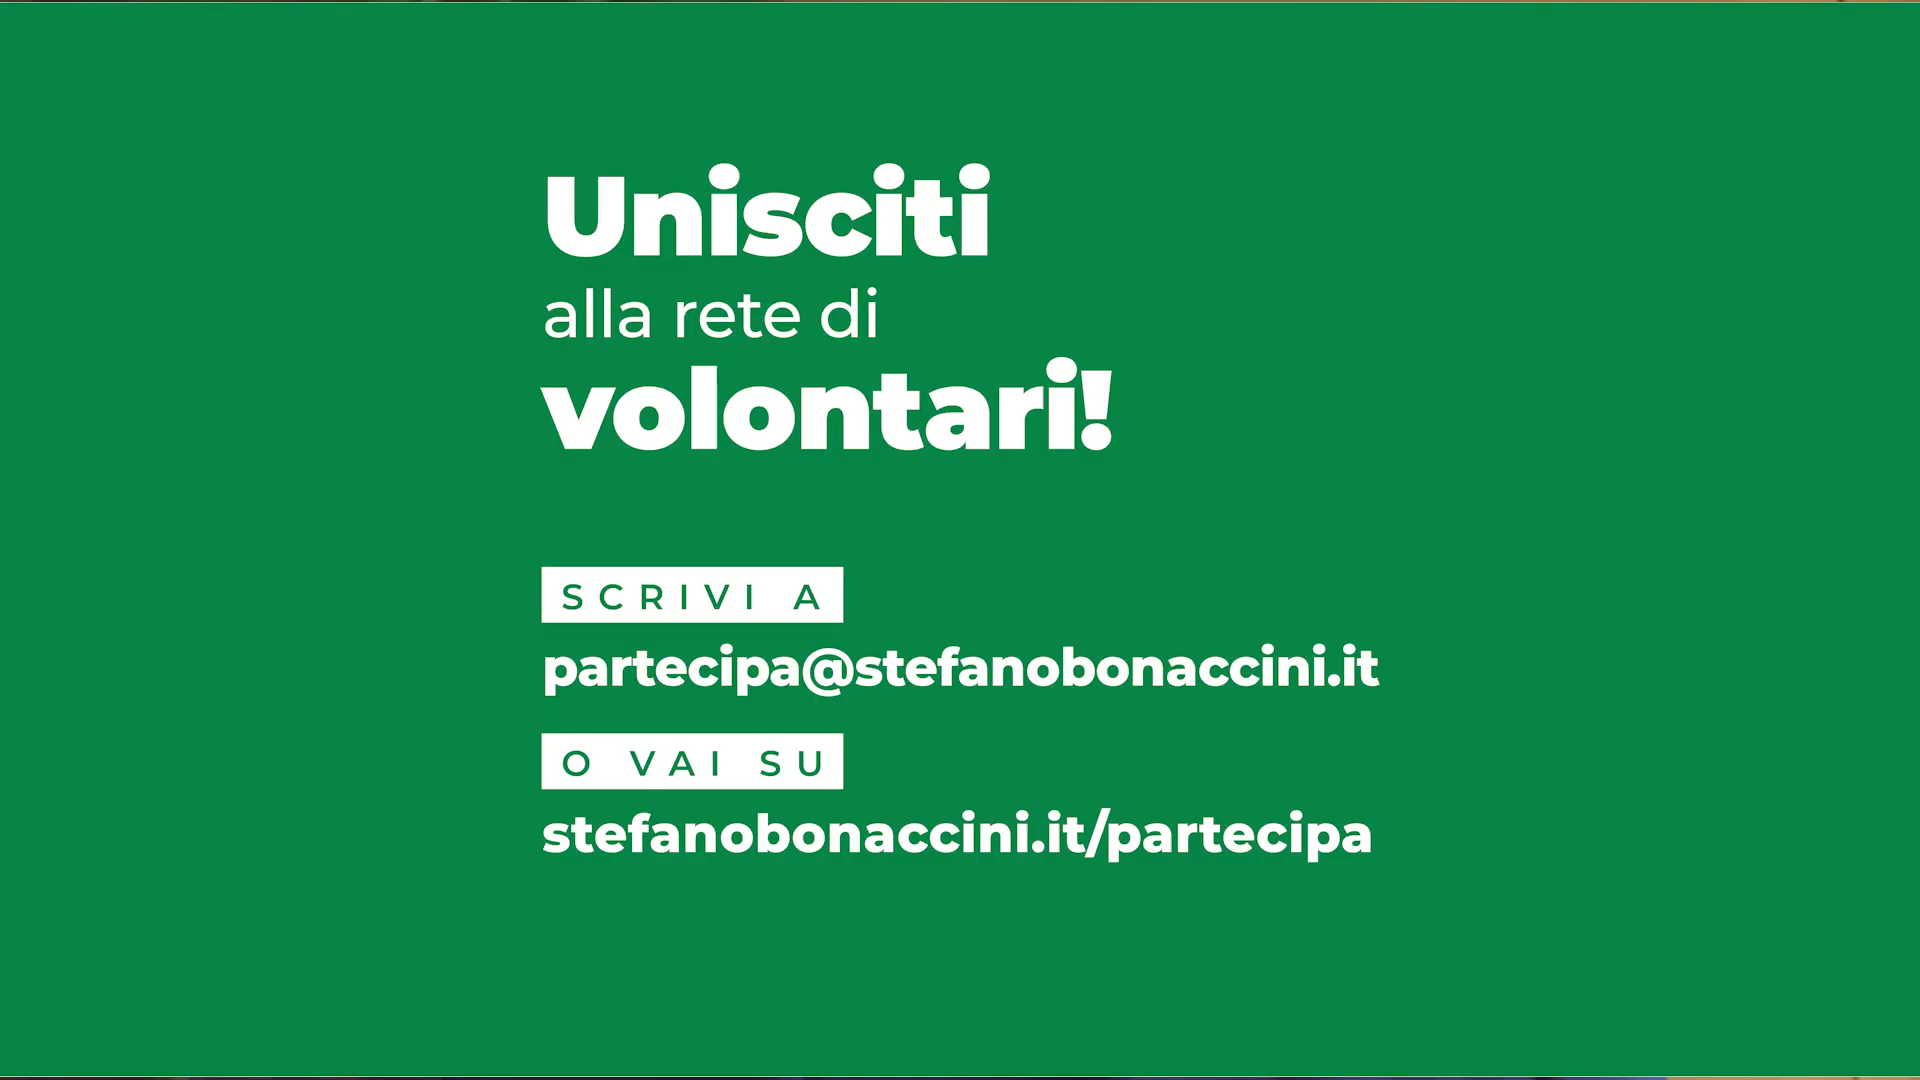 Unisciti
alla rete di
volontari!
SCRIVI A
partecipa@stefanobonaccini.it
O VAI SU
stefanobonaccini.it/partecipa